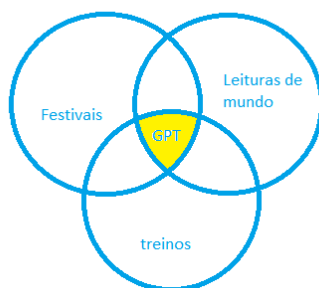 Leituras de
mundo
Festivais
GPT
treinos